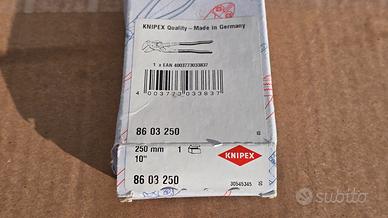 KNIPEX Quality – Made in Germany
1 x EAN 4003773033837
4 003773 033837
86 03 250
250 mm 1
10"
KNIPEX
86 03 250
30545345
subito